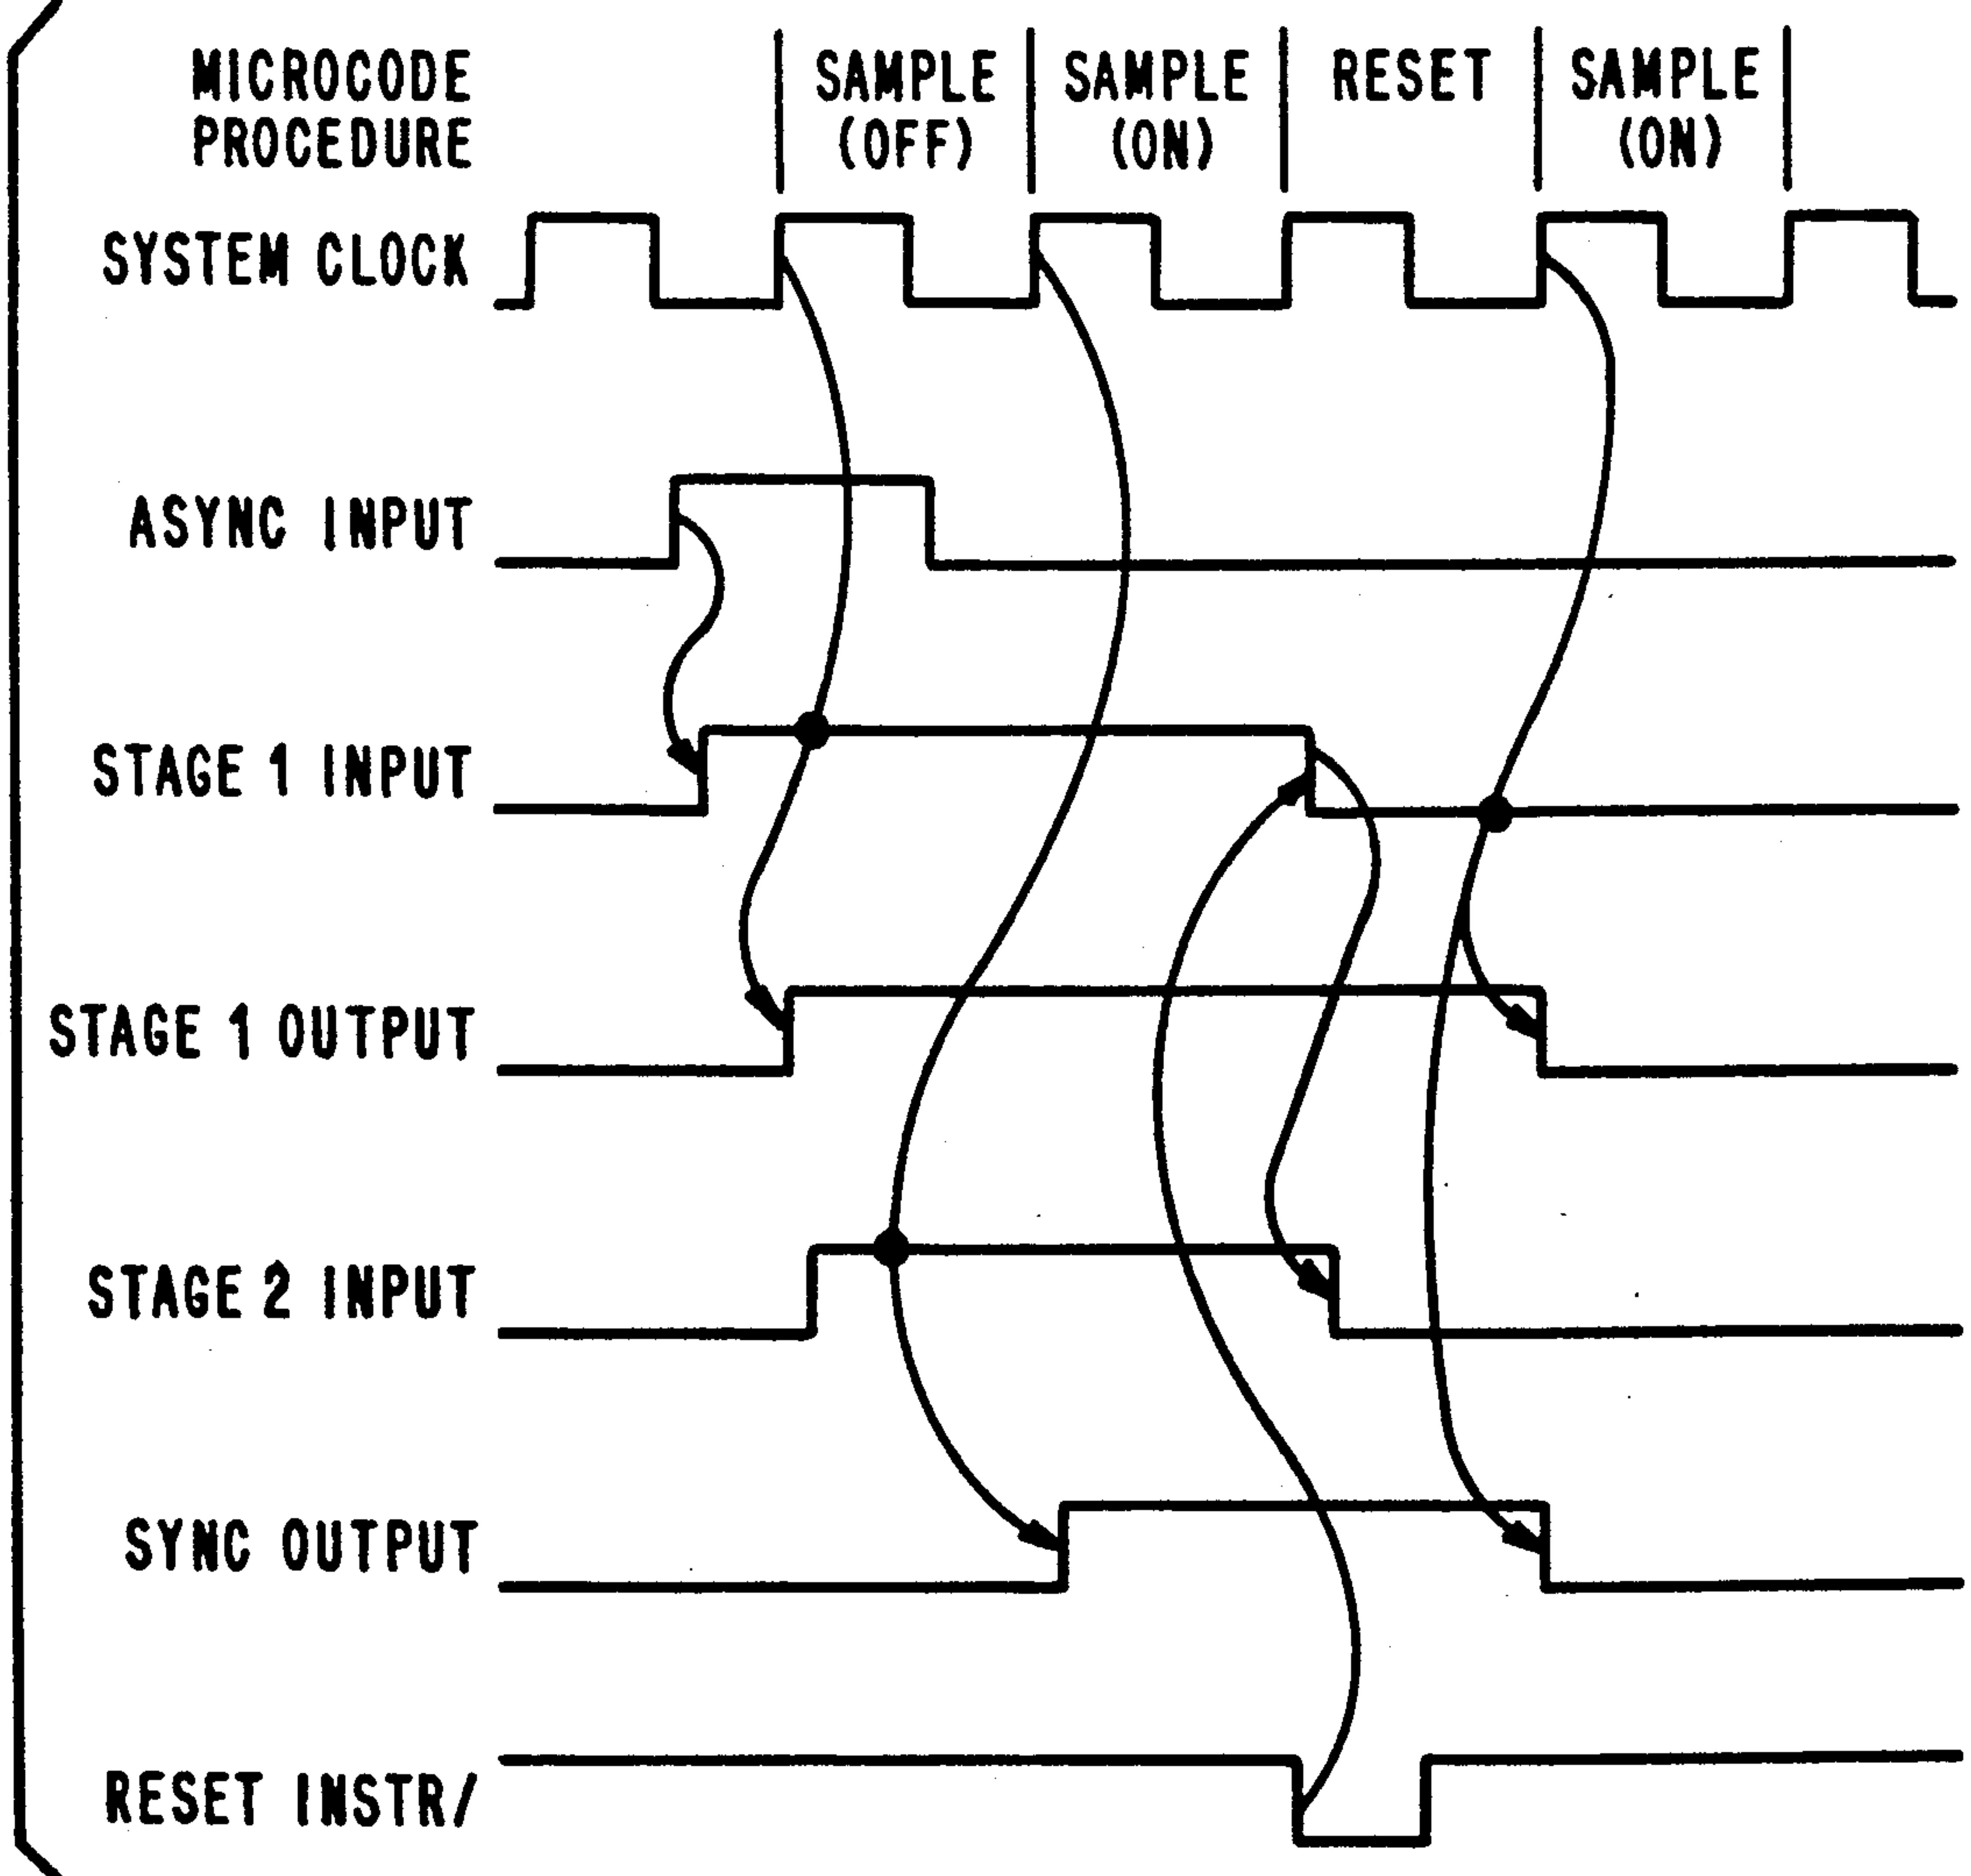 MICROCODE
PROCEDURE
SAMPLE
(OFF)
SAMPLE
(ON)
RESET
SAMPLE
(ON)
SYSTEM CLOCK
ASYNC INPUT
STAGE 1 INPUT
STAGE 1 OUTPUT
STAGE 2 INPUT
SYNC OUTPUT
RESET INSTR/